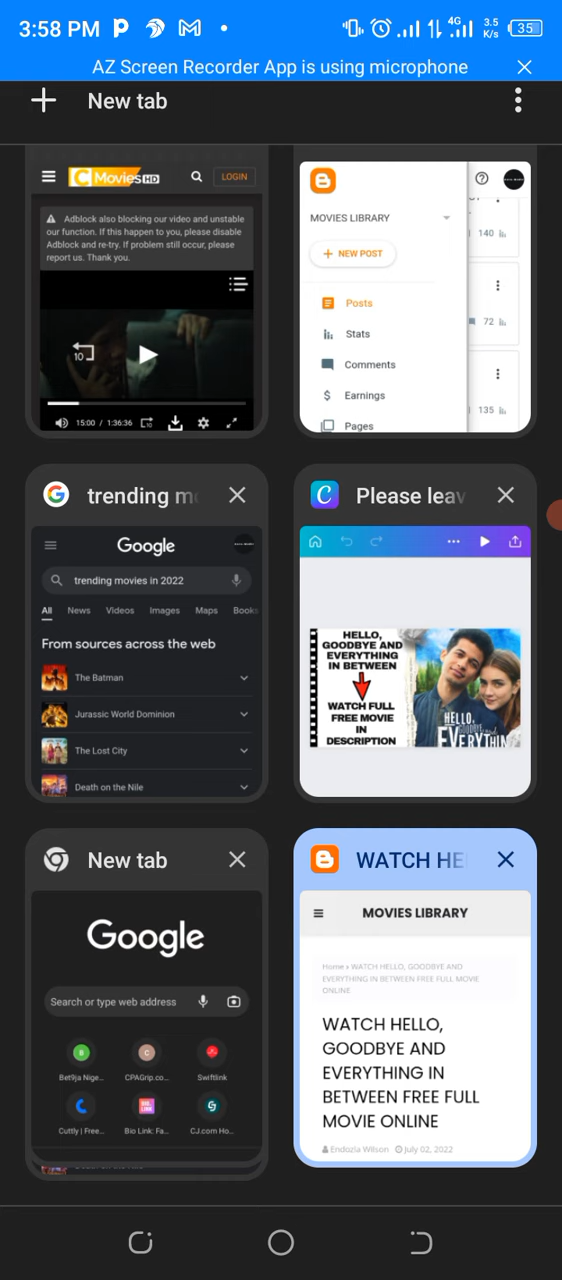 3:58 PM
4G 3.5 K/s 35
AZ Screen Recorder App is using microphone
New tab
C Movies HD LOGIN
Adblock also blocking our video and unstable
our function. If this happen to you, please disable
Adblock and re-try. If problem still occur, please
report us. Thank you.
10
15:00 / 1:36:36 10
MOVIES LIBRARY
+ NEW POST
Posts
Stats
Comments
Earnings
Pages
140
72
135
trending m
Google
trending movies in 2022
All News Videos Images Maps Books
From sources across the web
The Batman
Jurassic World Dominion
The Lost City
Death on the Nile
Please leav
HELLO,
GOODBYE AND
EVERYTHING
IN BETWEEN
WATCH FULL
FREE MOVIE
IN
DESCRIPTION
HELLO,
GOODBYE and
EVERYTHIN
New tab
Google
Search or type web address
Bet9ja Nige... CPAGrip.co... Swiftlink
Cuttly | Free... Bio Link: Fa... CJ.com Ho...
WATCH HE
MOVIES LIBRARY
Home » WATCH HELLO, GOODBYE AND
EVERYTHING IN BETWEEN FREE FULL MOVIE
ONLINE
WATCH HELLO,
GOODBYE AND
EVERYTHING IN
BETWEEN FREE FULL
MOVIE ONLINE
Endozia Wilson July 02, 2022